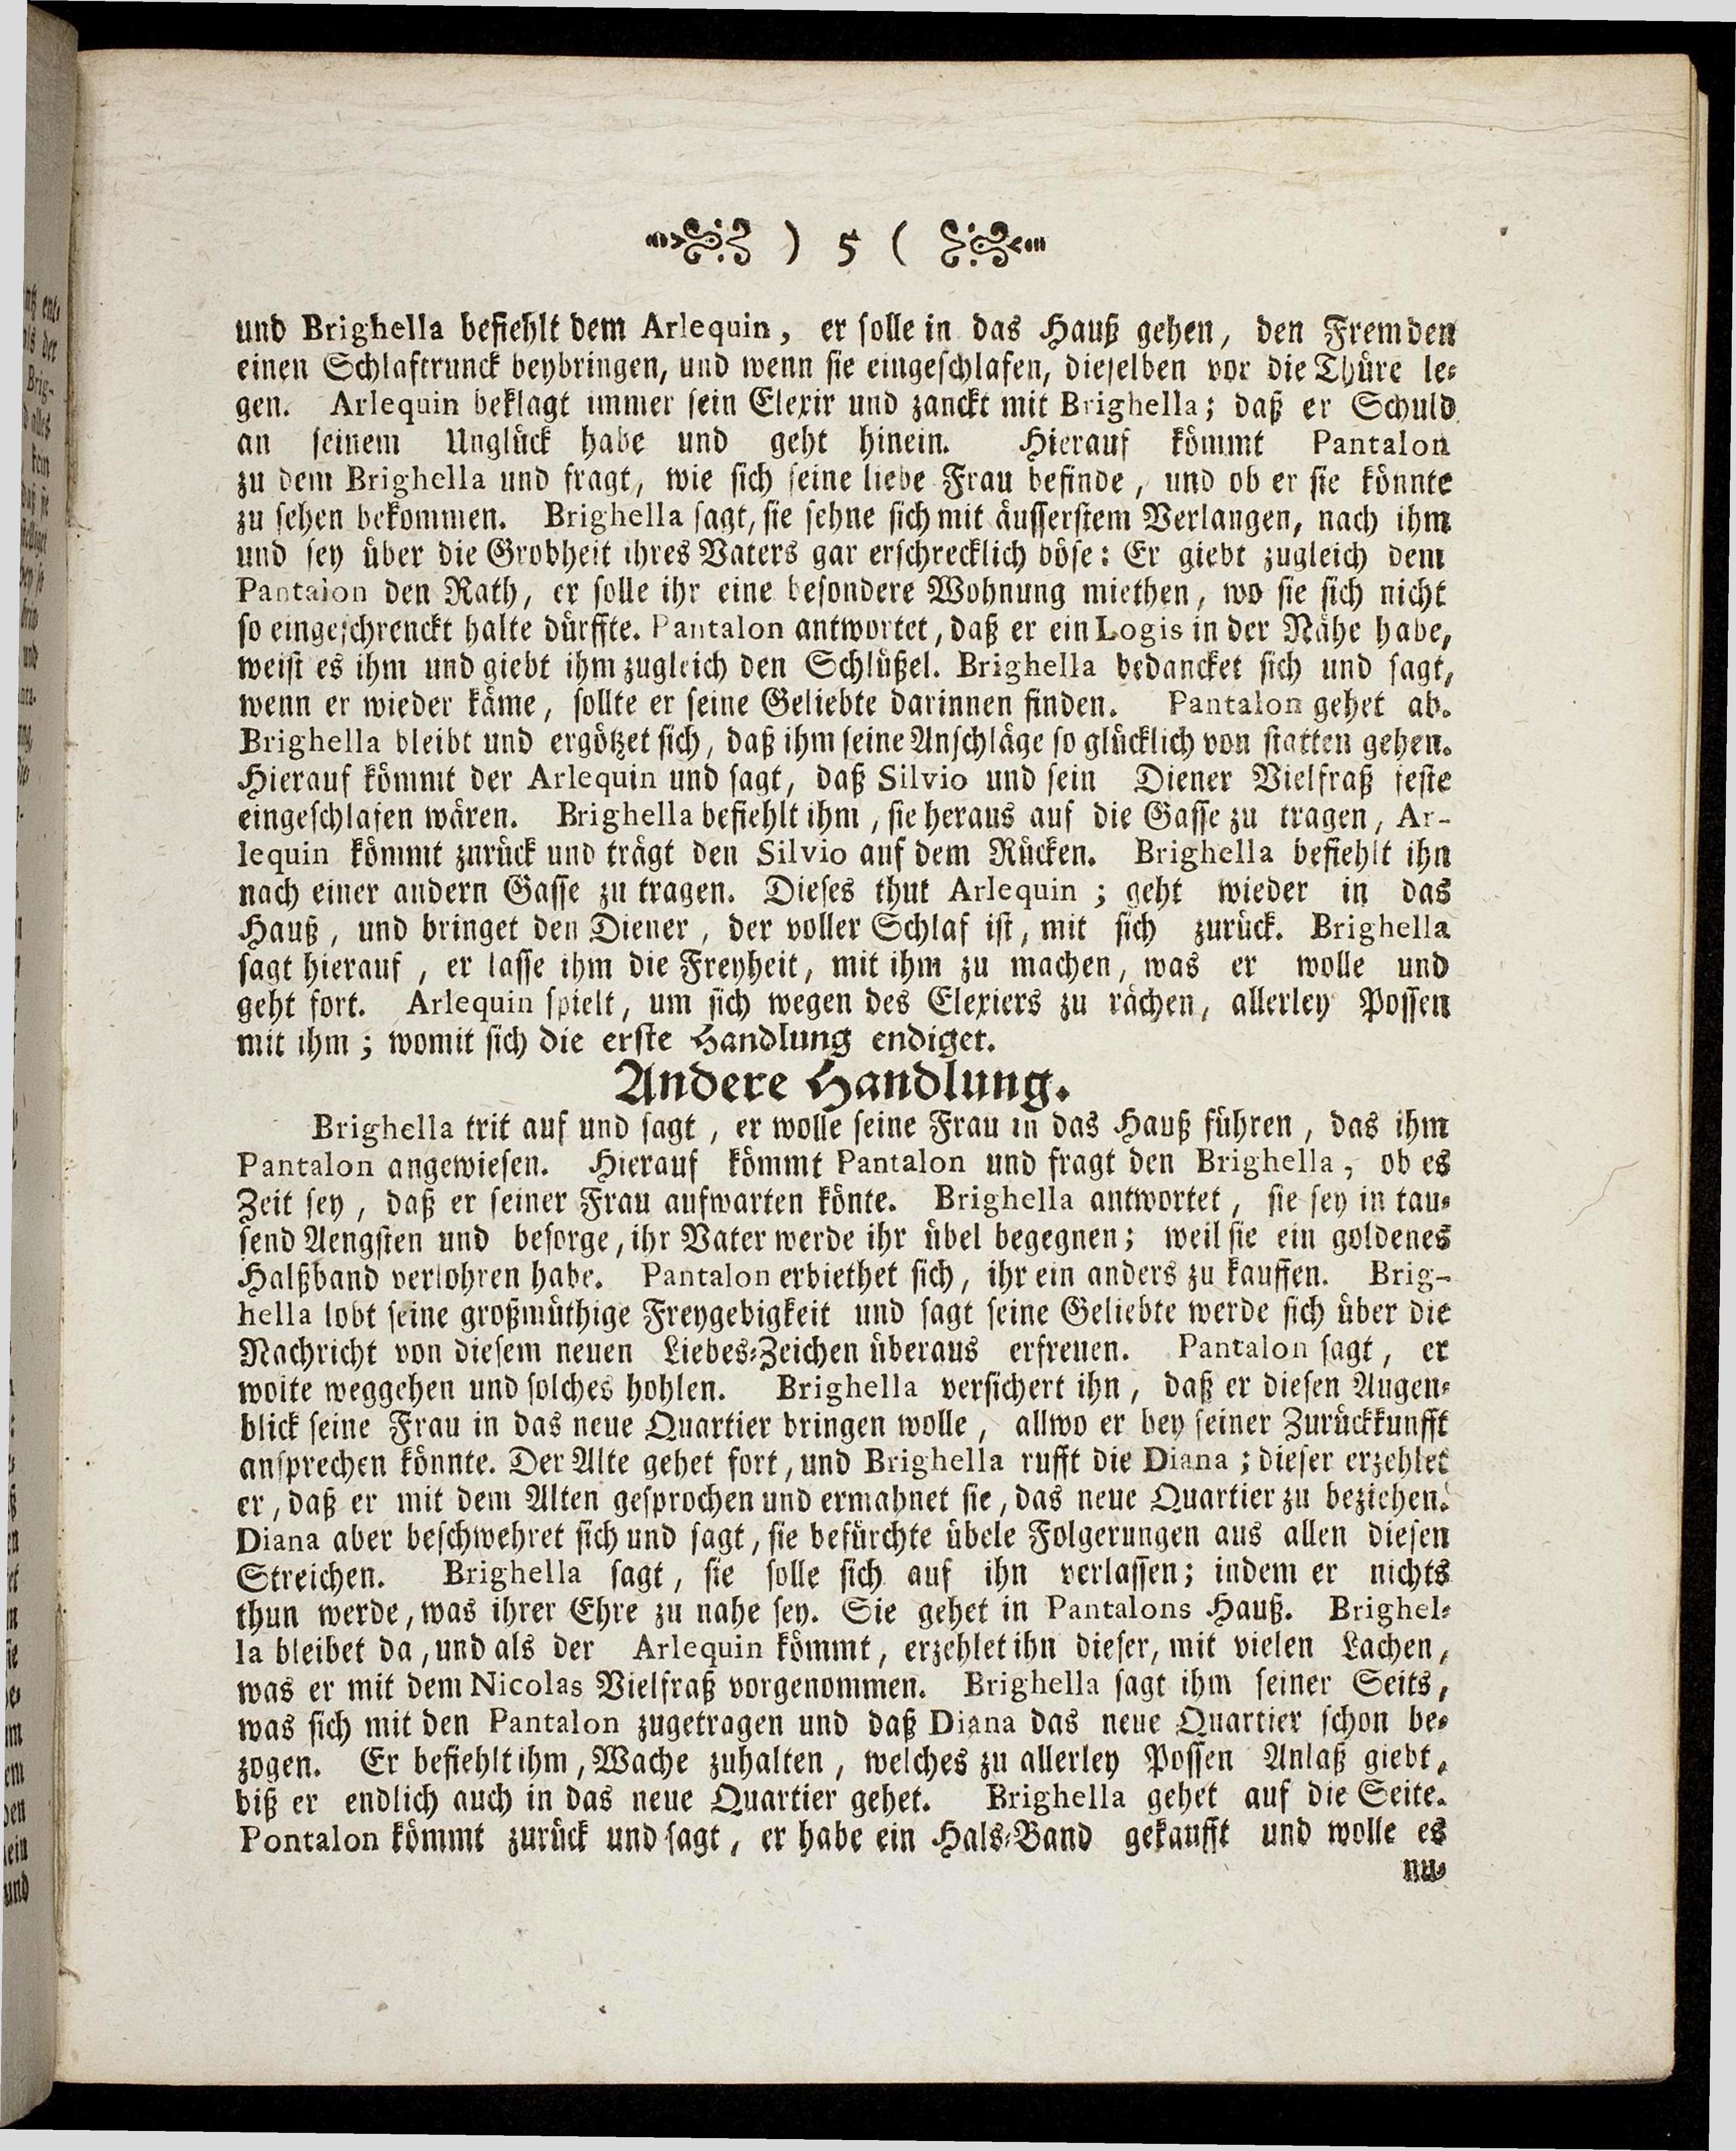 ) 5 (
und Brighella befiehlt dem Arlequin, er solle in das Hauß gehen, den Fremden
einen Schlaftrunck beybringen, und wenn sie eingeschlafen, dieselben vor die Thüre le-
gen. Arlequin beklagt immer sein Elexir und zanckt mit Brighella; daß er Schuld
an seinem Unglück habe und geht hinein. Hierauf kömmt Pantalon
zu dem Brighella und fragt, wie sich seine liebe Frau befinde, und ob er sie könnte
zu sehen bekommen. Brighella sagt, sie sehne sich mit äusserstem Verlangen, nach ihm
und sey über die Grobheit ihres Vaters gar erschrecklich böse: Er giebt zugleich dem
Pantalon den Rath, er solle ihr eine besondere Wohnung miethen, wo sie sich nicht
so eingeschrenckt halte dürffte. Pantalon antwortet, daß er ein Logis in der Nähe habe,
weist es ihm und giebt ihm zugleich den Schlüßel. Brighella bedancket sich und sagt,
wenn er wieder käme, sollte er seine Geliebte darinnen finden. Pantalon gehet ab.
Brighella bleibt und ergötzet sich, daß ihm seine Anschläge so glücklich von statten gehen.
Hierauf kömmt der Arlequin und sagt, daß Silvio und sein Diener Vielfraß feste
eingeschlafen wären. Brighella befiehlt ihm, sie heraus auf die Gasse zu tragen, Ar-
lequin kömmt zurück und trägt den Silvio auf dem Rücken. Brighella befiehlt ihn
nach einer andern Gasse zu tragen. Dieses thut Arlequin ; geht wieder in das
Hauß, und bringet den Diener, der voller Schlaf ist, mit sich zurück. Brighella
sagt hierauf, er lasse ihm die Freyheit, mit ihm zu machen, was er wolle und
geht fort. Arlequin spielt, um sich wegen des Elexiers zu rächen, allerley Possen
mit ihm; womit sich die erste Handlung endiget.
Andere Handlung.
Brighella trit auf und sagt, er wolle seine Frau in das Hauß führen, das ihm
Pantalon angewiesen. Hierauf kömmt Pantalon und fragt den Brighella, ob es
Zeit sey, daß er seiner Frau aufwarten könte. Brighella antwortet, sie sey in tau-
send Aengsten und besorge, ihr Vater werde ihr übel begegnen; weil sie ein goldenes
Halßband verlohren habe. Pantalon erbiethet sich, ihr ein anders zu kauffen. Brig-
hella lobt seine großmüthige Freygebigkeit und sagt seine Geliebte werde sich über die
Nachricht von diesem neuen Liebes-Zeichen überaus erfreuen. Pantalon sagt, er
wolte weggehen und solches hohlen. Brighella versichert ihn, daß er diesen Augen-
blick seine Frau in das neue Quartier bringen wolle, allwo er bey seiner Zurückkunfft
ansprechen könnte. Der Alte gehet fort, und Brighella rufft die Diana ; dieser erzehlet
er, daß er mit dem Alten gesprochen und ermahnet sie, das neue Quartier zu beziehen.
Diana aber beschwehret sich und sagt, sie befürchte übele Folgerungen aus allen diesen
Streichen. Brighella sagt, sie solle sich auf ihn verlassen; indem er nichts
thun werde, was ihrer Ehre zu nahe sey. Sie gehet in Pantalons Hauß. Brighel-
la bleibet da, und als der Arlequin kömmt, erzehlet ihn dieser, mit vielen Lachen,
was er mit dem Nicolas Vielfraß vorgenommen. Brighella sagt ihm seiner Seits,
was sich mit den Pantalon zugetragen und daß Diana das neue Quartier schon be-
zogen. Er befiehlt ihm, Wache zuhalten, welches zu allerley Possen Anlaß giebt,
biß er endlich auch in das neue Quartier gehet. Brighella gehet auf die Seite.
Pontalon kömmt zurück und sagt, er habe ein Hals-Band gekaufft und wolle es
nu-